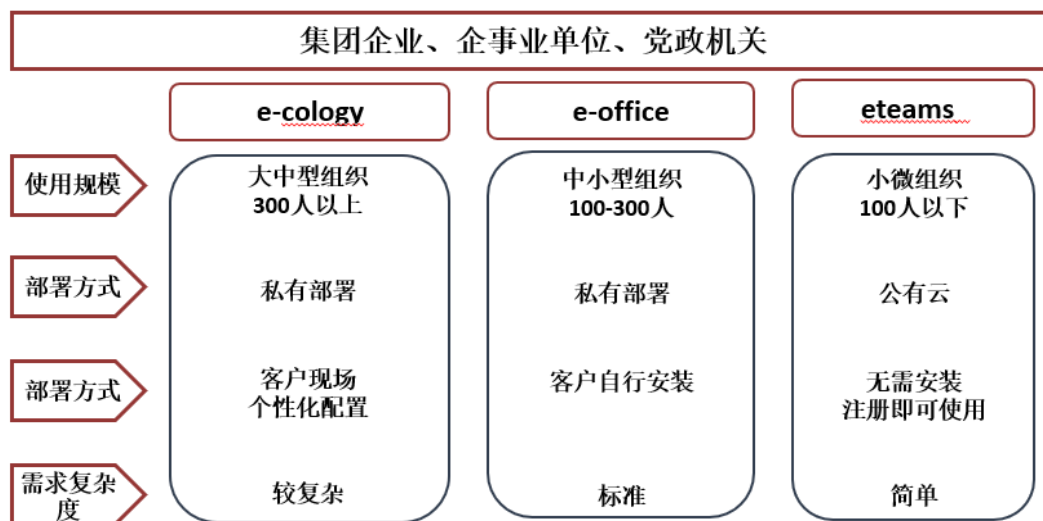 集团企业、企事业单位、党政机关
e-cology
e-office
eteams
使用规模
大中型组织
300人以上
中小型组织
100-300人
小微组织
100人以下
部署方式
私有部署
私有部署
公有云
部署方式
客户现场
个性化配置
客户自行安装
无需安装
注册即可使用
需求复杂
度
较复杂
标准
简单